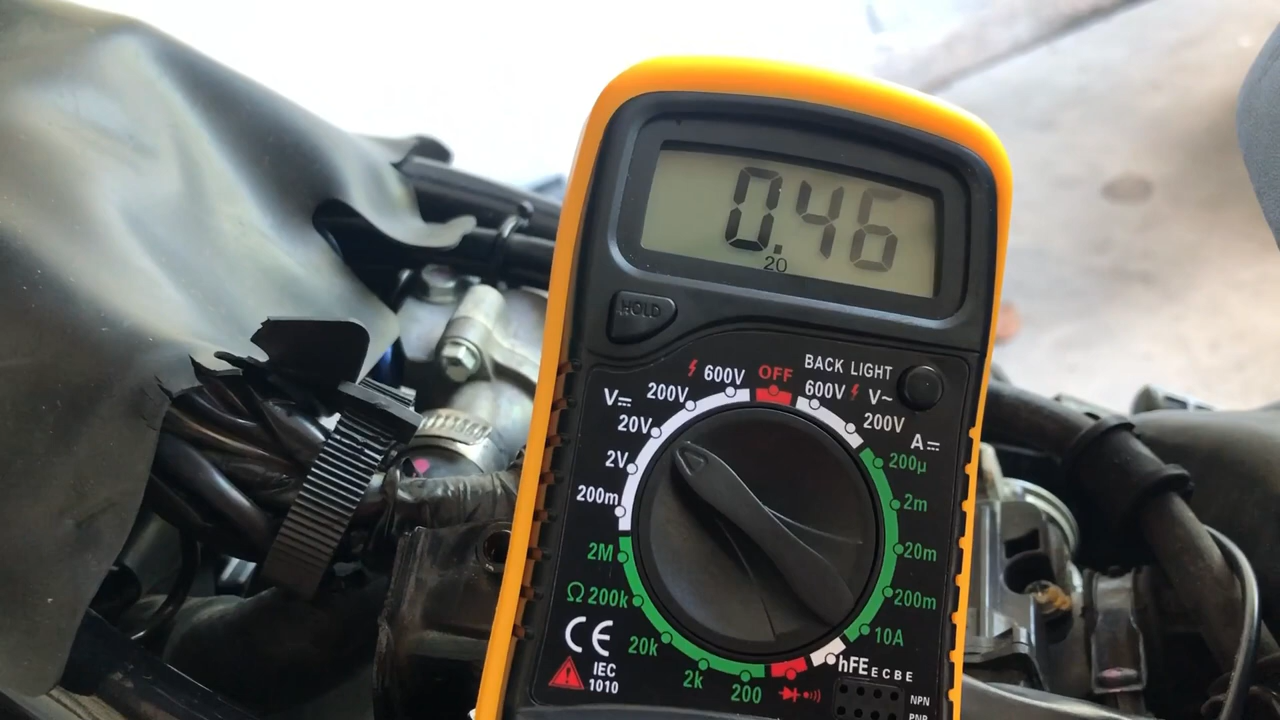 0.46
20
HOLD
BACK LIGHT
OFF
600V
600V V~
200V
200V
V⎓
A⎓
20V
200µ
2V
2m
200m
20m
2M
200m
Ω 200k
10A
20k
hFE E C B E
2k
200
CE
IEC
1010
NPN
PNP